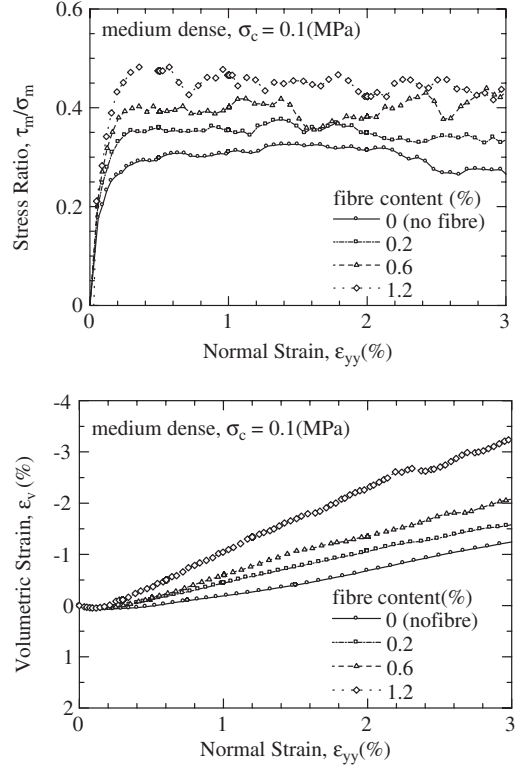 medium dense, σc = 0.1(MPa)
0.6
0.4
0.2
0
Stress Ratio, τm/σm
fibre content (%)
0 (no fibre)
0.2
0.6
1.2
0 1 2 3
Normal Strain, εyy(%)
-4
medium dense, σc = 0.1(MPa)
-3
-2
-1
0
1
2
Volumetric Strain, εv (%)
fibre content(%)
0 (nofibre)
0.2
0.6
1.2
0 1 2 3
Normal Strain, εyy(%)